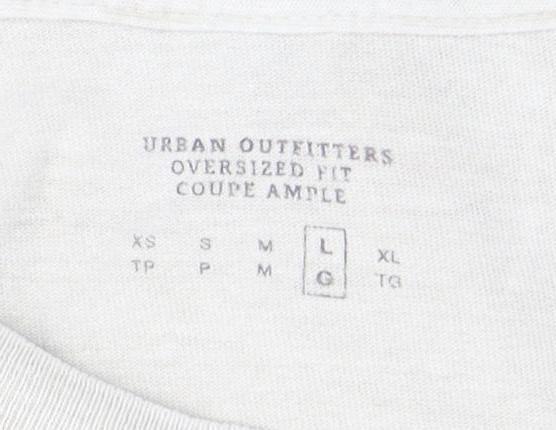 URBAN OUTFITTERS
OVERSIZED FIT
COUPE AMPLE
XS S M L XL
TP P M G TG